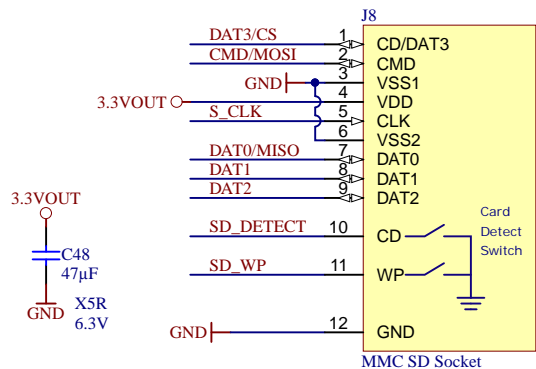 J8
DAT3/CS 1 CD/DAT3
CMD/MOSI 2 CMD
GND 3 VSS1
3.3VOUT 4 VDD
S_CLK 5 CLK
6 VSS2
DAT0/MISO 7 DAT0
DAT1 8 DAT1
DAT2 9 DAT2
SD_DETECT 10 CD
Card
Detect
Switch
SD_WP 11 WP
GND 12 GND
MMC SD Socket
3.3VOUT
C48
47µF
GND
X5R
6.3V